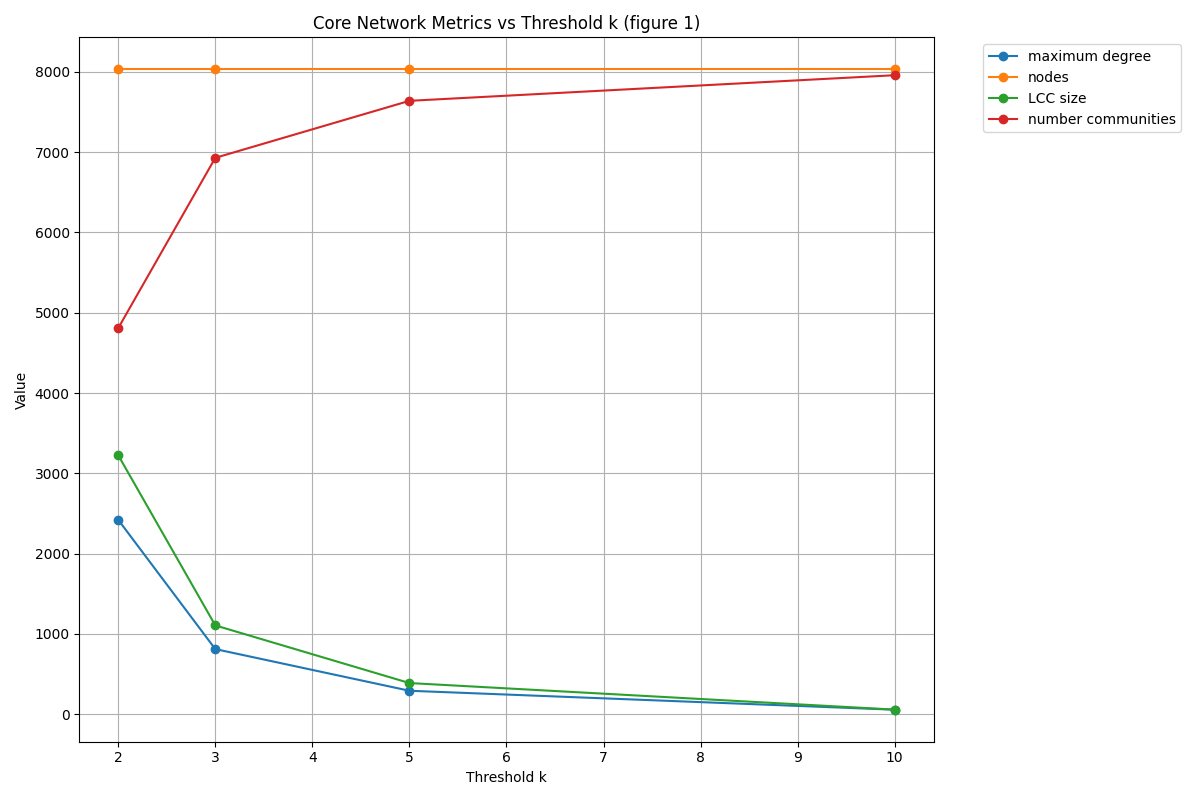 Core Network Metrics vs Threshold k (figure 1)
maximum degree
nodes
LCC size
number communities
8000
7000
6000
5000
4000
3000
2000
1000
0
Value
2 3 4 5 6 7 8 9 10
Threshold k